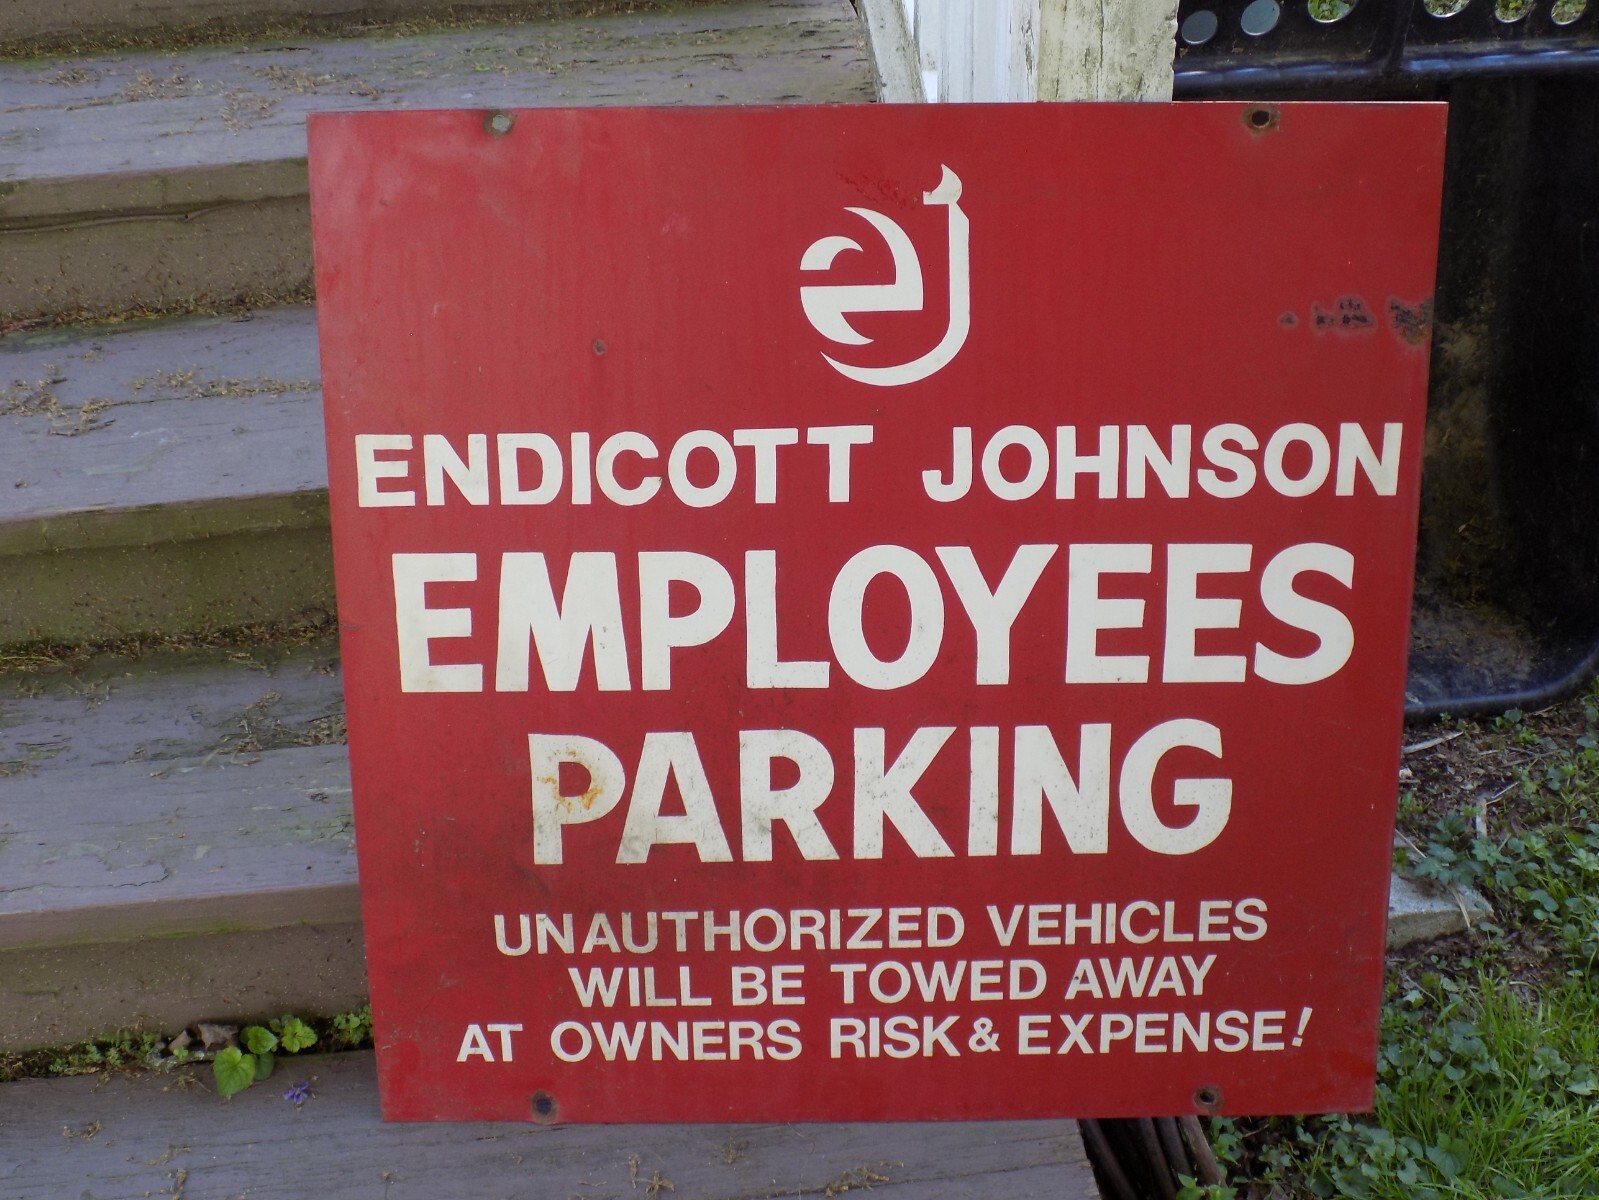 ej
ENDICOTT JOHNSON
EMPLOYEES
PARKING
UNAUTHORIZED VEHICLES
WILL BE TOWED AWAY
AT OWNERS RISK & EXPENSE!